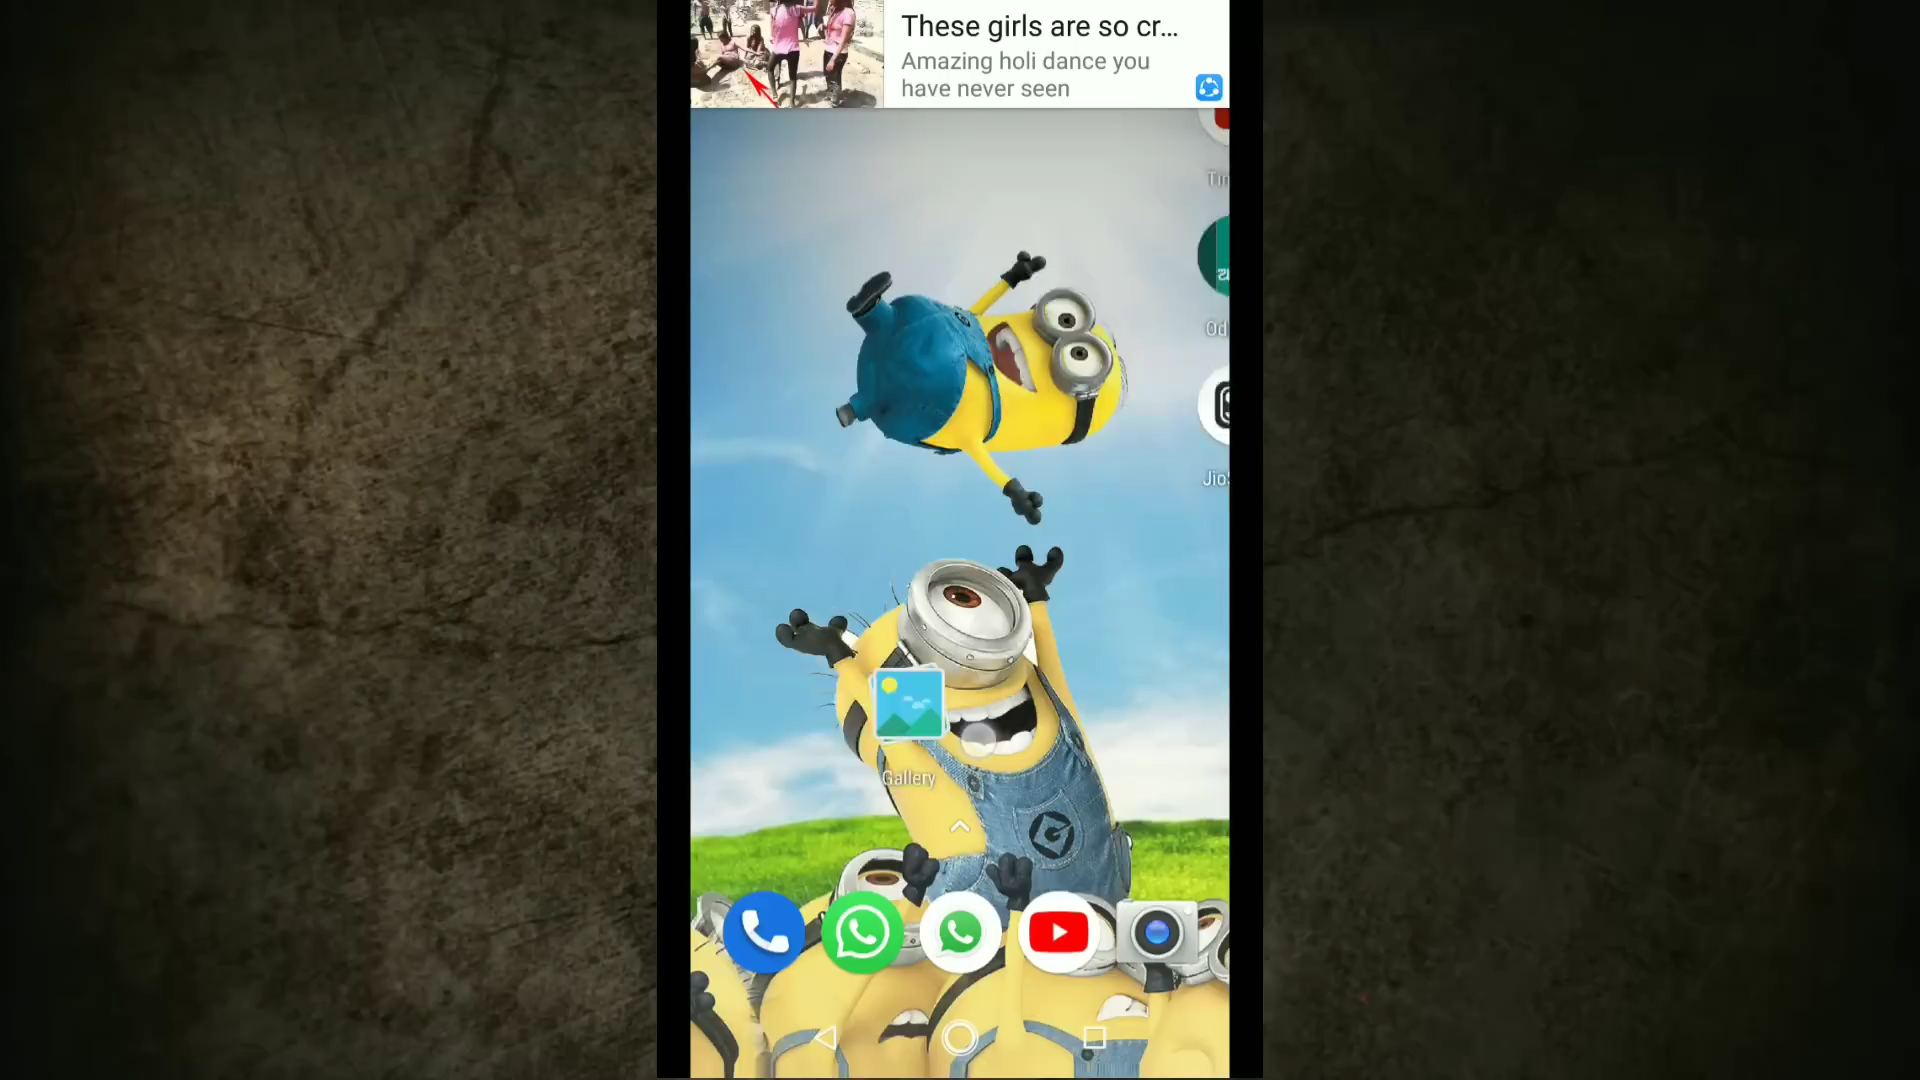 These girls are so cr...
Amazing holi dance you
have never seen
Gallery